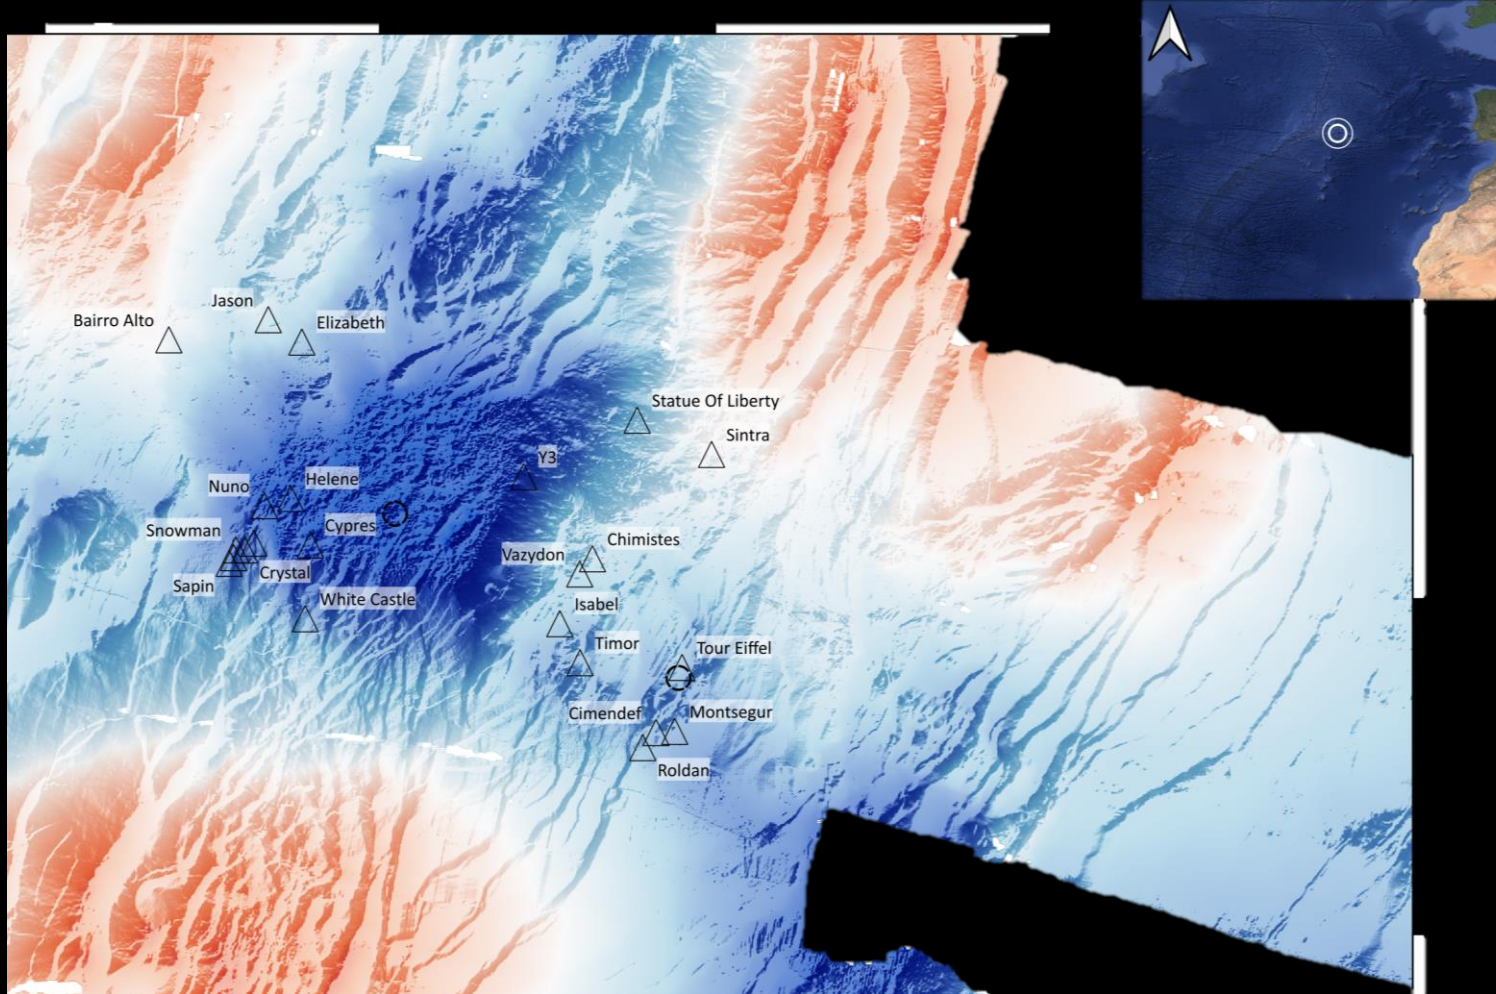 Jason
Bairro Alto
Elizabeth
Statue Of Liberty
Sintra
Y3
Helene
Nuno
Cypres
Snowman
Chimistes
Vazydon
Crystal
Sapin
White Castle
Isabel
Timor
Tour Eiffel
Cimendef
Montsegur
Roldan